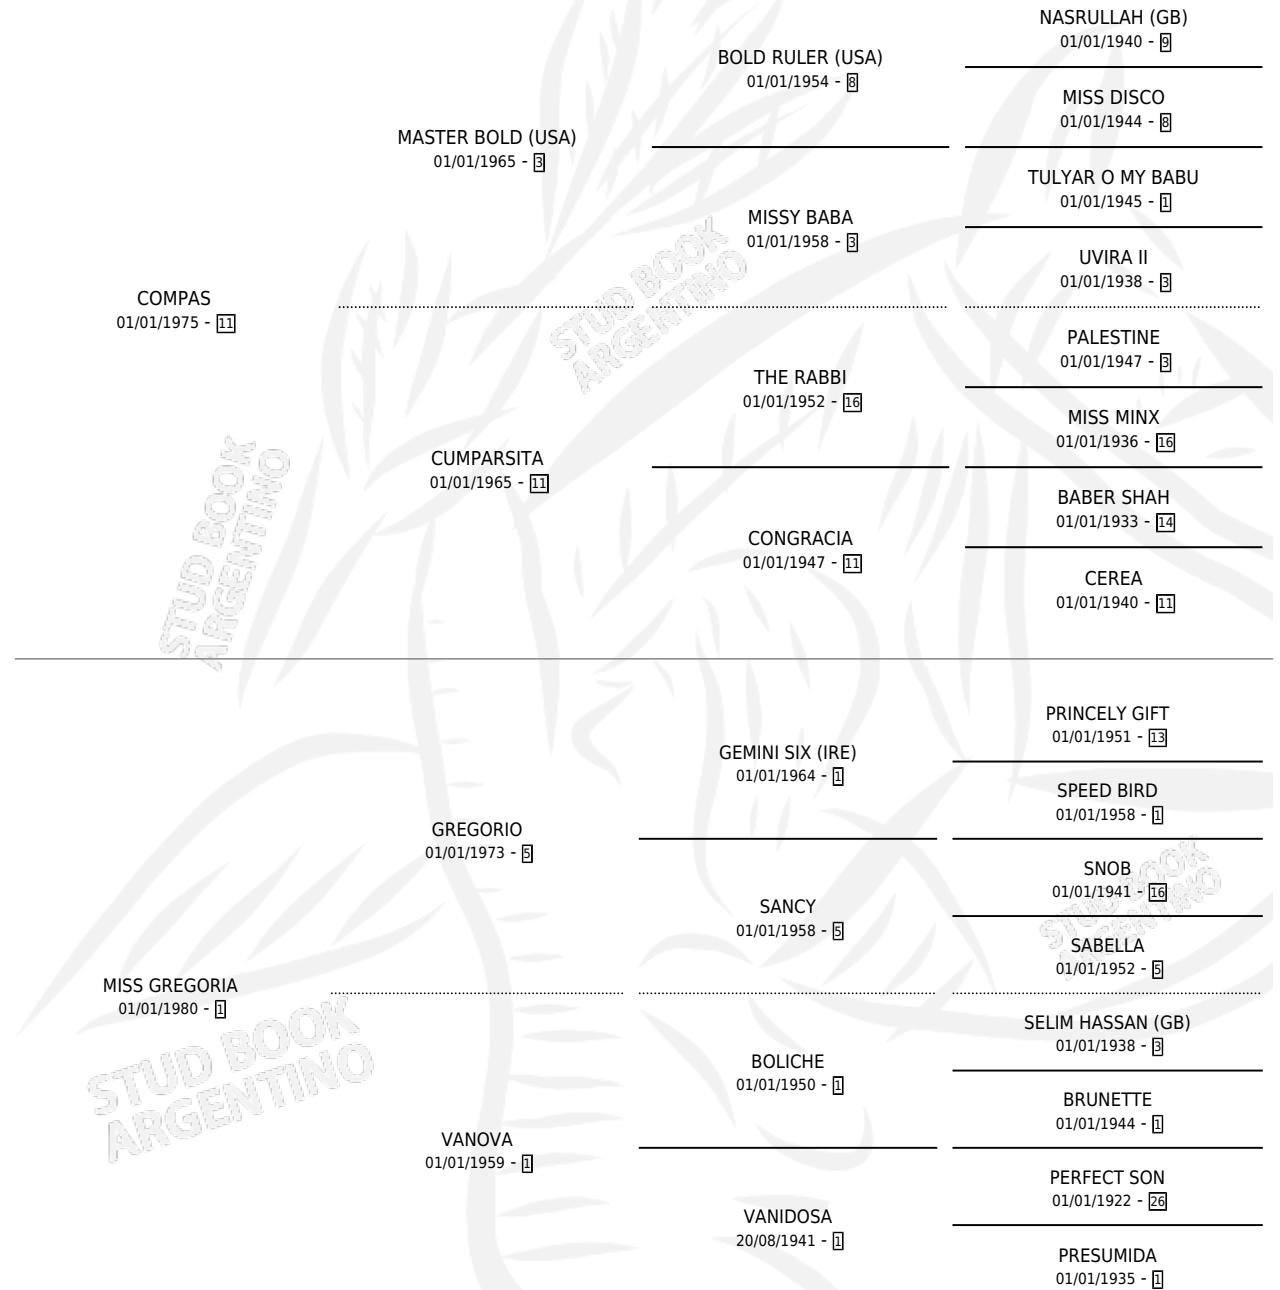 NASRULLAH (GB)
01/01/1940 - 9
BOLD RULER (USA)
01/01/1954 - 8
MISS DISCO
01/01/1944 - 8
MASTER BOLD (USA)
01/01/1965 - 3
TULYAR O MY BABU
01/01/1945 - 1
MISSY BABA
01/01/1958 - 3
UVIRA II
01/01/1938 - 3
COMPAS
01/01/1975 - 11
PALESTINE
01/01/1947 - 3
THE RABBI
01/01/1952 - 16
MISS MINX
01/01/1936 - 16
CUMPARSITA
01/01/1965 - 11
BABER SHAH
01/01/1933 - 14
CONGRACIA
01/01/1947 - 11
CEREA
01/01/1940 - 11
STUD BOOK
ARGENTINO
STUD BOOK
ARGENTINO
PRINCELY GIFT
01/01/1951 - 13
GEMINI SIX (IRE)
01/01/1964 - 1
SPEED BIRD
01/01/1958 - 1
GREGORIO
01/01/1973 - 5
SNOB
01/01/1941 - 16
SANCY
01/01/1958 - 5
SABELLA
01/01/1952 - 5
MISS GREGORIA
01/01/1980 - 1
SELIM HASSAN (GB)
01/01/1938 - 3
BOLICHE
01/01/1950 - 1
BRUNETTE
01/01/1944 - 1
VANOVA
01/01/1959 - 1
PERFECT SON
01/01/1922 - 26
VANIDOSA
20/08/1941 - 1
PRESUMIDA
01/01/1935 - 1
STUD BOOK
ARGENTINO
STUD BOOK
ARGENTINO